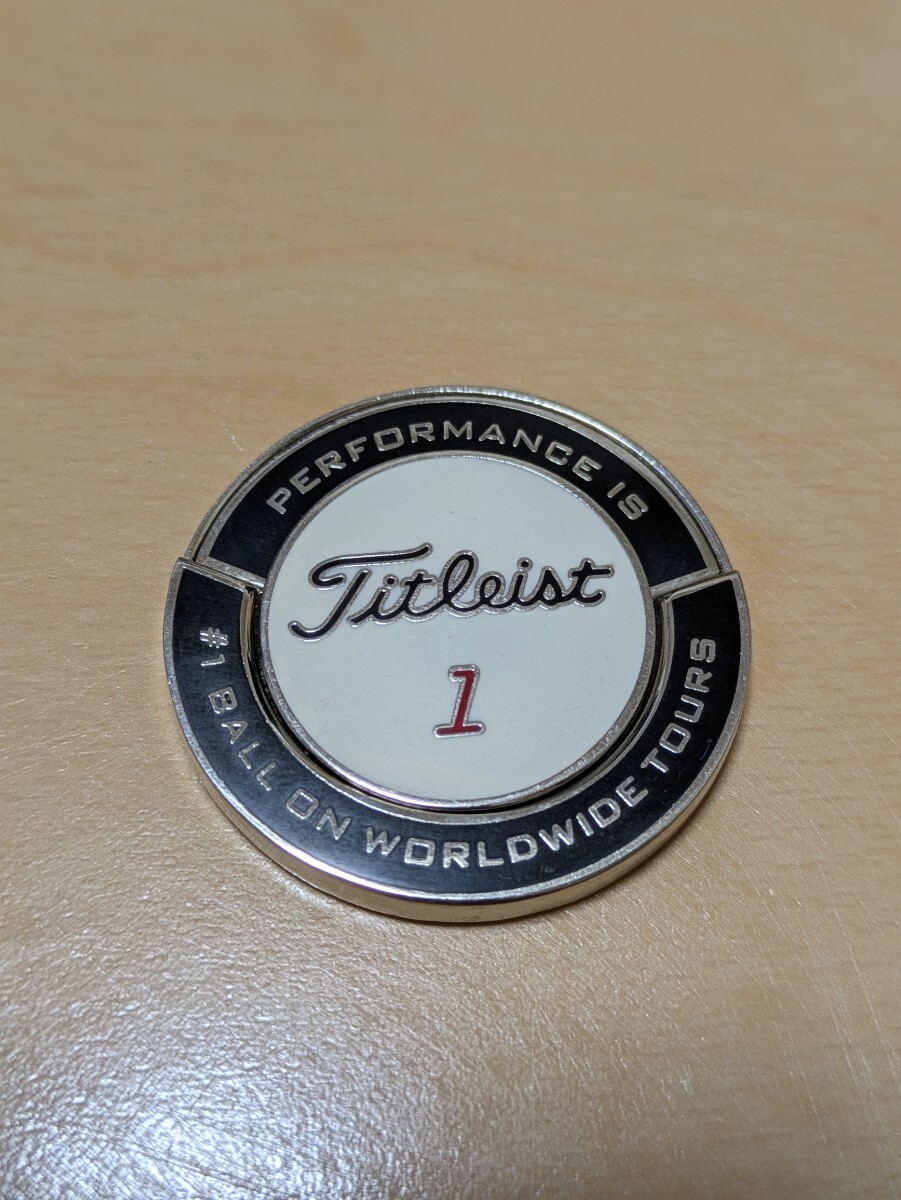 PERFORMANCE IS
Titleist
1
#1 BALL ON WORLDWIDE TOURS